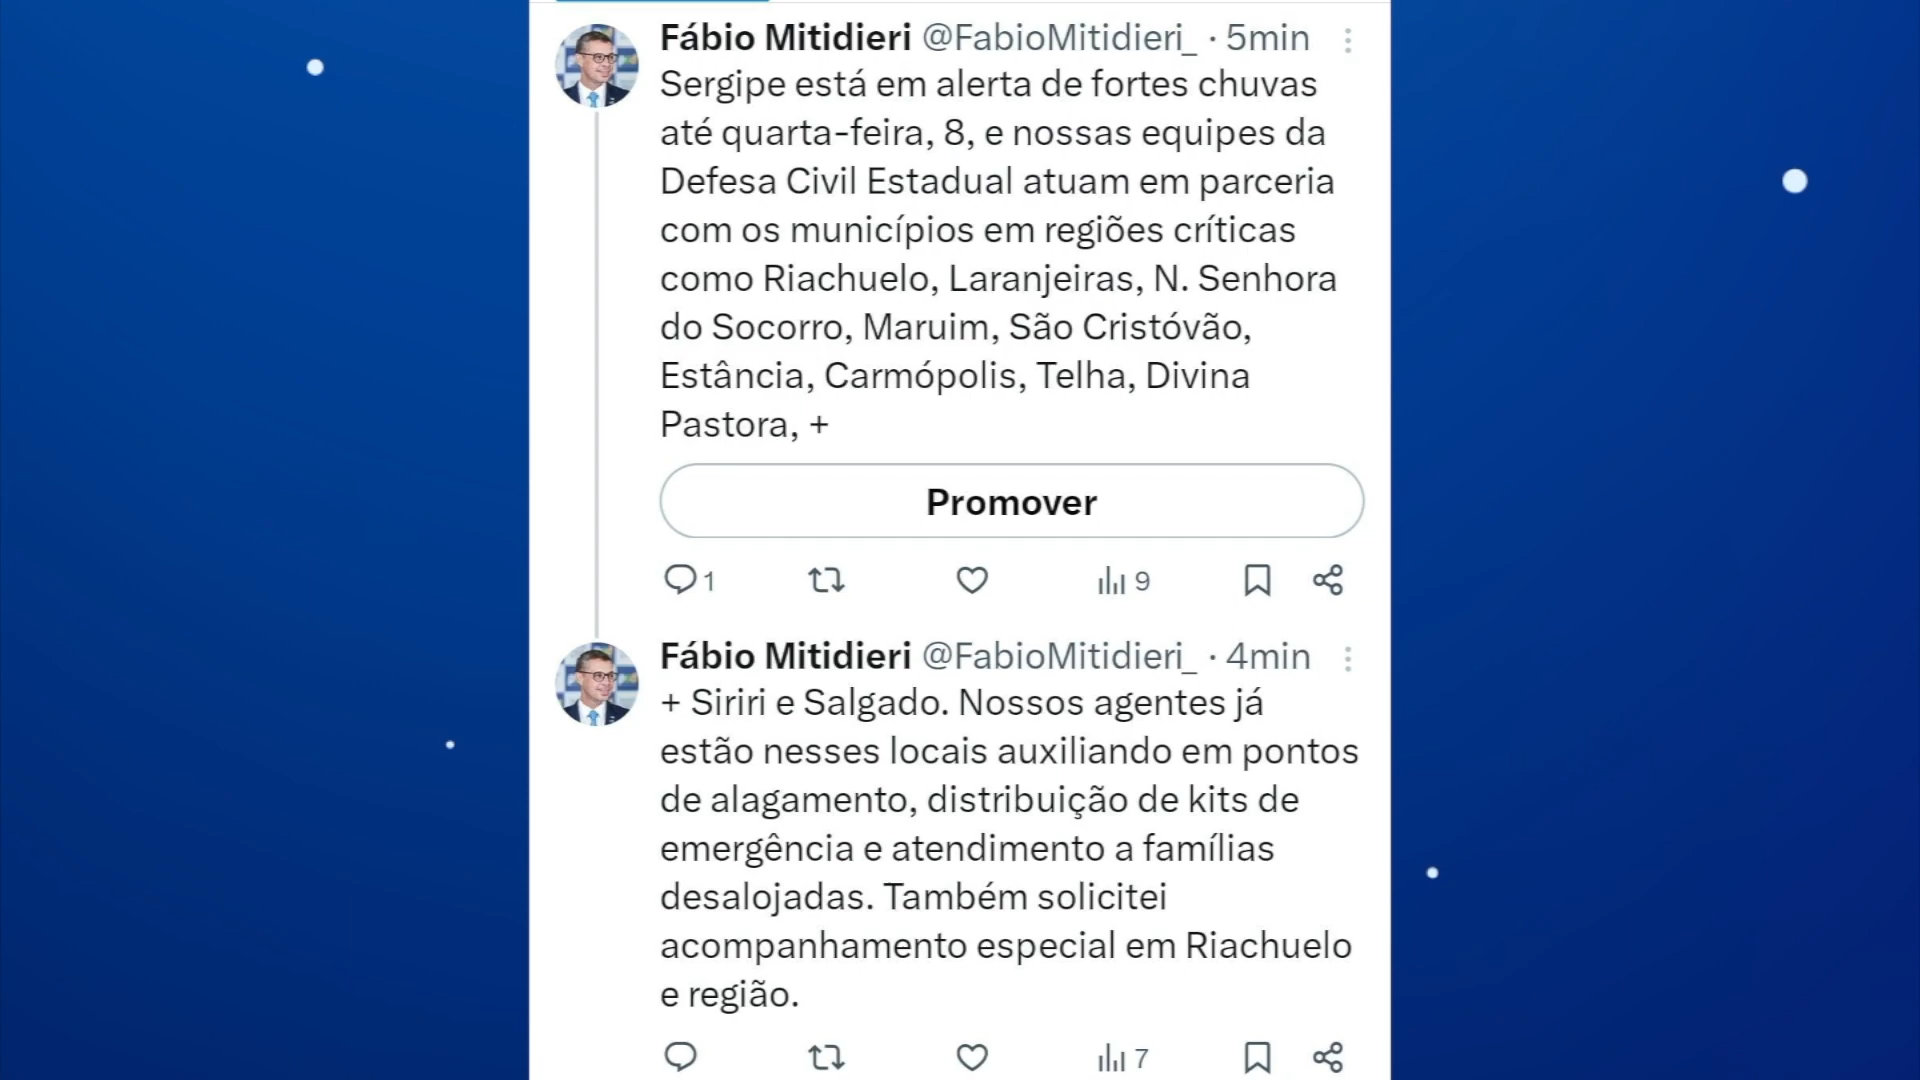 Fábio Mitidieri @FabioMitidieri_ · 5min
Sergipe está em alerta de fortes chuvas
até quarta-feira, 8, e nossas equipes da
Defesa Civil Estadual atuam em parceria
com os municípios em regiões críticas
como Riachuelo, Laranjeiras, N. Senhora
do Socorro, Maruim, São Cristóvão,
Estância, Carmópolis, Telha, Divina
Pastora, +
Promover
1 9
Fábio Mitidieri @FabioMitidieri_ · 4min
+ Siriri e Salgado. Nossos agentes já
estão nesses locais auxiliando em pontos
de alagamento, distribuição de kits de
emergência e atendimento a famílias
desalojadas. Também solicitei
acompanhamento especial em Riachuelo
e região.
7